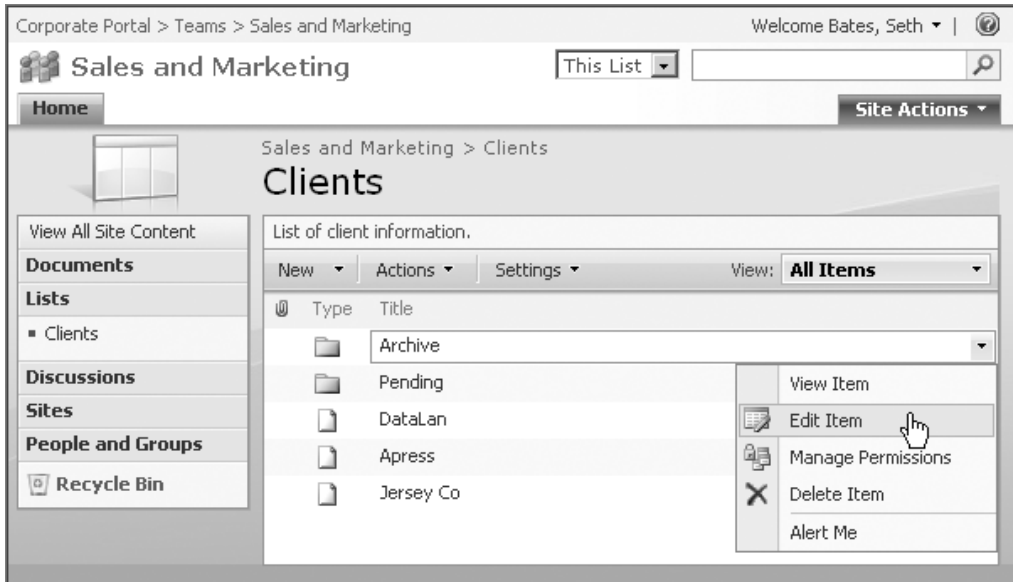 Corporate Portal > Teams > Sales and Marketing
Welcome Bates, Seth
Sales and Marketing
This List
Home
Site Actions
Sales and Marketing > Clients
Clients
View All Site Content
Documents
Lists
Clients
Discussions
Sites
People and Groups
Recycle Bin
List of client information.
New Actions Settings View: All Items
Type Title
Archive
Pending
DataLan
Apress
Jersey Co
View Item
Edit Item
Manage Permissions
Delete Item
Alert Me